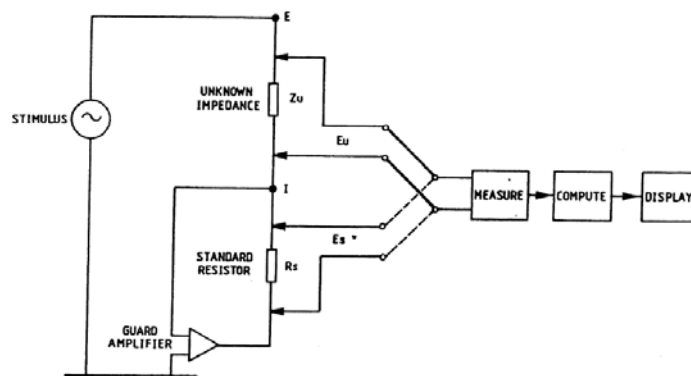 E
UNKNOWN
IMPEDANCE
Zu
STIMULUS
Eu
I
MEASURE
COMPUTE
DISPLAY
Es
STANDARD
RESISTOR
Rs
GUARD
AMPLIFIER